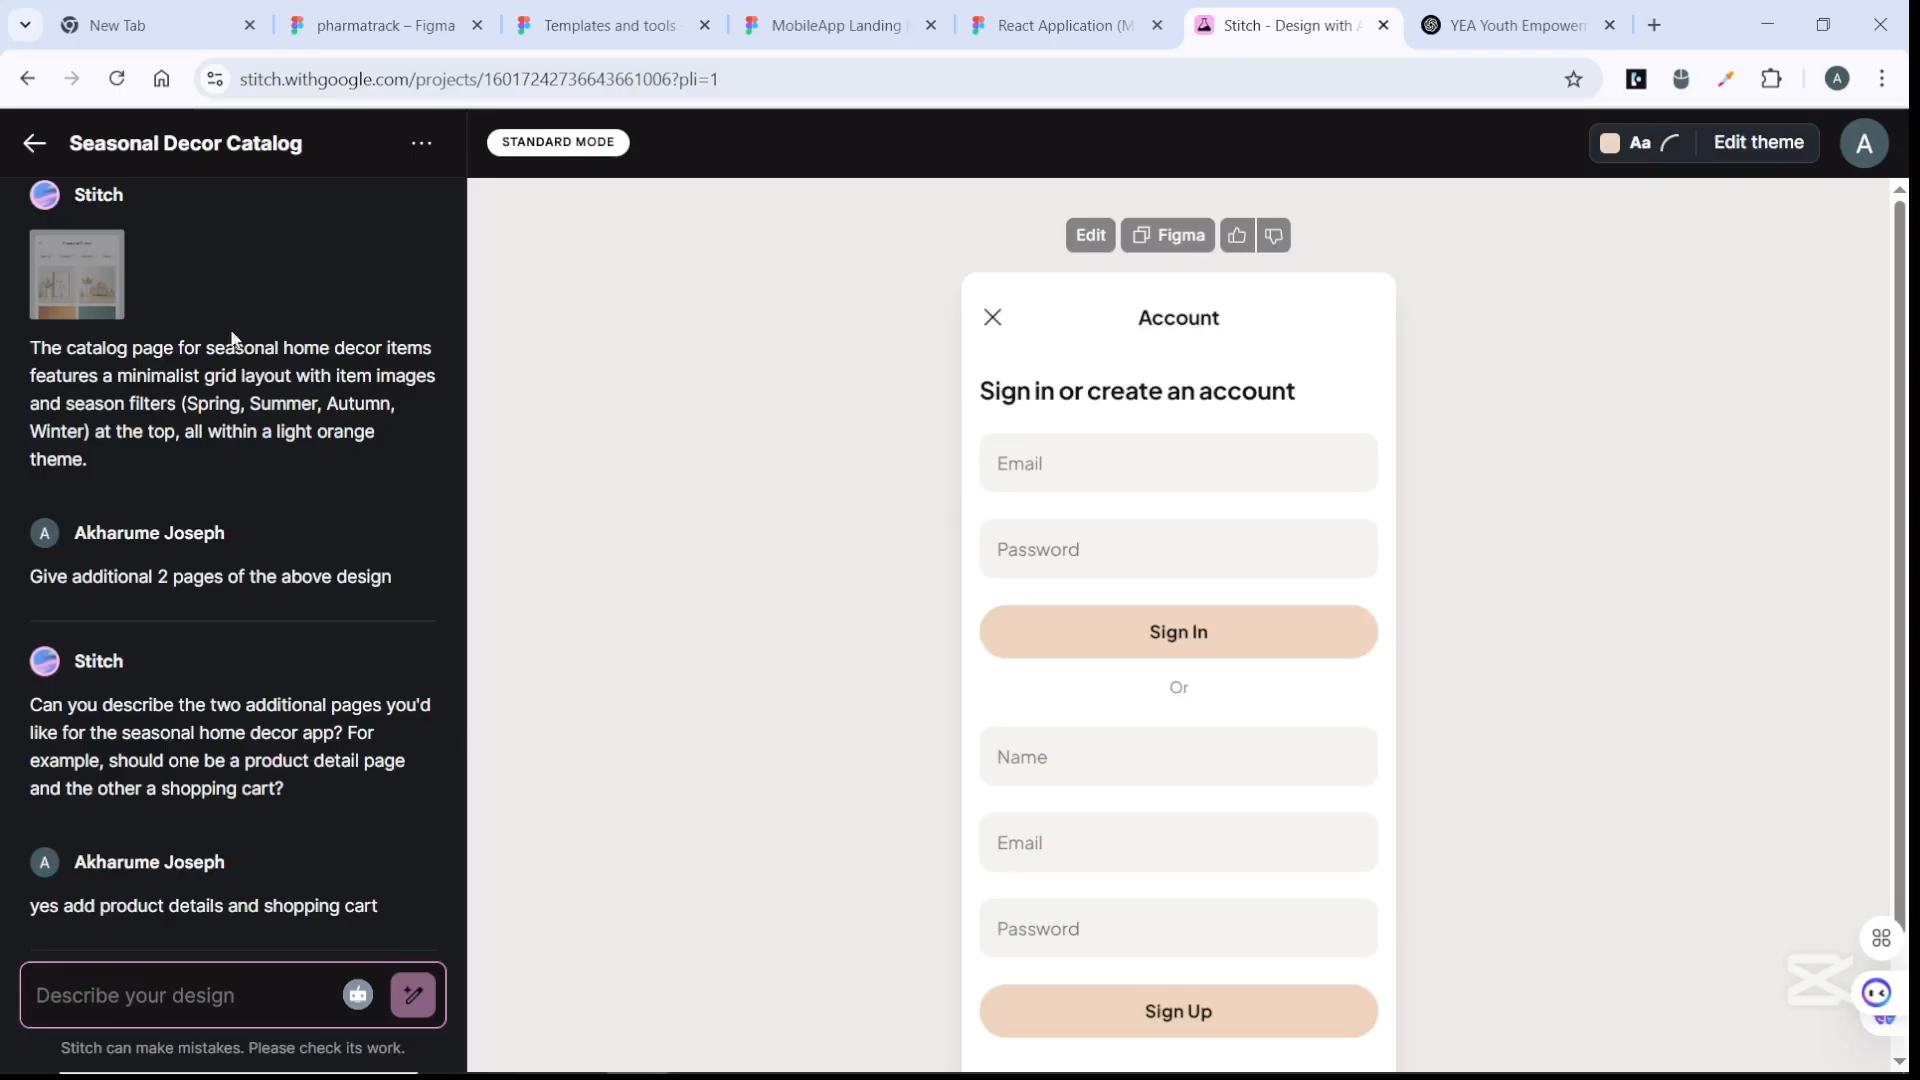 New Tab
pharmatrack – Figma
Templates and tools
MobileApp Landing
React Application (M
Stitch - Design with A
YEA Youth Empower
stitch.withgoogle.com/projects/16017242736643661006?pli=1
A
Seasonal Decor Catalog
STANDARD MODE
Aa
Edit theme
A
Stitch
The catalog page for seasonal home decor items
features a minimalist grid layout with item images
and season filters (Spring, Summer, Autumn,
Winter) at the top, all within a light orange
theme.
A
Akharume Joseph
Give additional 2 pages of the above design
Stitch
Can you describe the two additional pages you'd
like for the seasonal home decor app? For
example, should one be a product detail page
and the other a shopping cart?
A
Akharume Joseph
yes add product details and shopping cart
Describe your design
Stitch can make mistakes. Please check its work.
Edit
Figma
Account
Sign in or create an account
Email
Password
Sign In
Or
Name
Email
Password
Sign Up